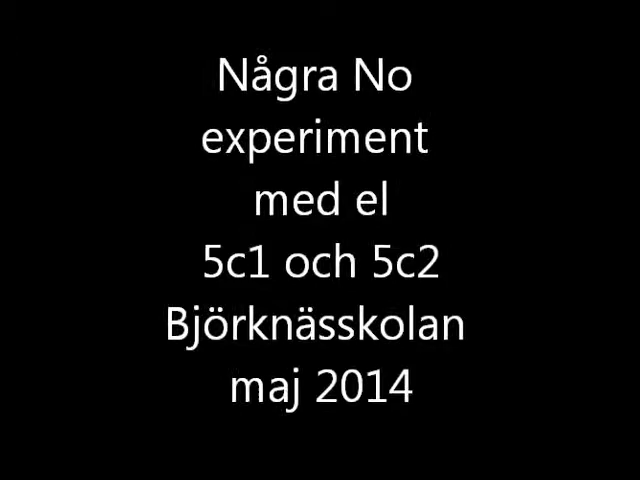 Några No
experiment
med el
5c1 och 5c2
Björknässkolan
maj 2014